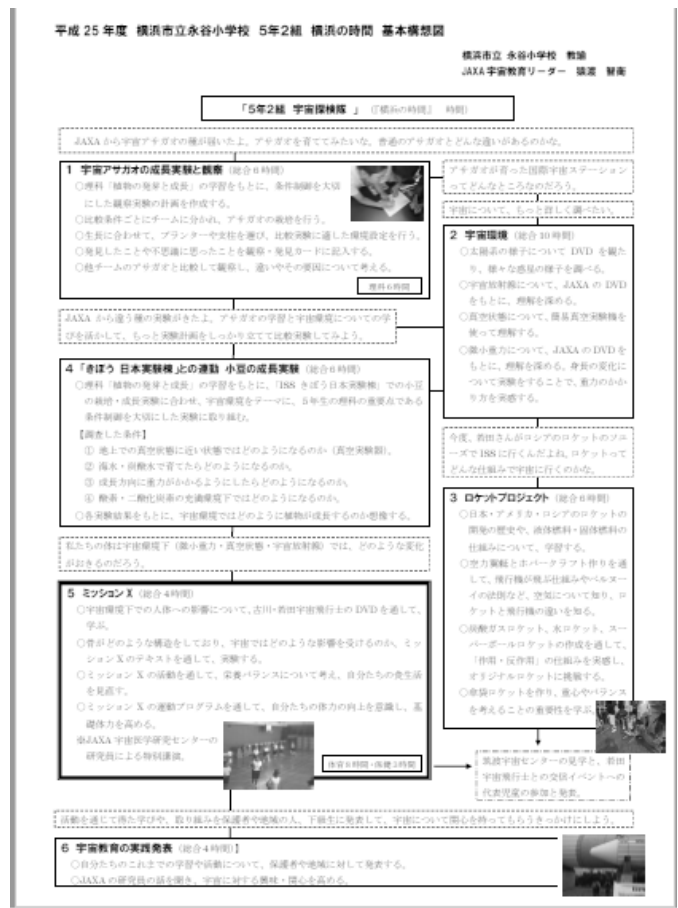 平成 25 年度 横浜市立永谷小学校 5年2組 横浜の時間 基本構想図
横浜市立 永谷小学校 教諭
JAXA 宇宙教育リーダー 智衛
「5年2組 宇宙探検隊 」（『横浜の時間』 時間）
JAXA から宇宙アサガオの種が届いたよ。アサガオを育ててみたいな。普通のアサガオとどんな違いがあるのかな。
1 宇宙アサガオの成長実験と観察（総合6時間）
○理科「植物の発芽と成長」の学習をもとに、条件制御を大切
にした観察実験の計画を作成する。
○比較条件ごとにチームに分かれ、アサガオの栽培を行う。
○生長に合わせて、プランターや支柱を選び、比較実験に適した環境設定を行う。
○発見したことや不思議に思ったことを観察・発見カードに記入する。
○他チームのアサガオと比較して観察し、違いやその要因について考える。
理科6時間
アサガオが育った国際宇宙ステーション
ってどんなところなのだろう。
宇宙について、もっと詳しく調べたい。
2 宇宙環境（総合10時間）
○太陽系の様子について DVD を観た
り、様々な惑星の様子を調べる。
○宇宙放射線について、JAXA の DVD
をもとに、理解を深める。
○真空状態について、簡易真空実験機を
使って理解する。
○微小重力について、JAXA の DVD を
もとに、理解を深める。身長の変化に
ついて実験をすることで、重力のかか
り方を実感する。
JAXA から違う種の実験がきたよ。アサガオの学習と宇宙環境についての学
びを活かして、もっと実験計画をしっかり立てて比較実験してみよう。
4「きぼう 日本実験棟」との連動 小豆の成長実験（総合6時間）
○理科「植物の発芽と成長」の学習をもとに、「ISS きぼう日本実験棟」での小豆
の栽培・成長実験に合わせ、宇宙環境をテーマに、5年生の理科の重要点である
条件制御を大切にした実験に取り組む。
【調査した条件】
① 地上での真空状態に近い状態ではどのようになるのか（真空実験器）。
② 海水・炭酸水で育てたらどのようになるのか。
③ 成長方向に重力がかかるようにしたらどのようになるのか。
④ 酸素・二酸化炭素の充満環境下ではどのようになるのか。
○各実験結果をもとに、宇宙環境ではどのように植物が成長するのか想像する。
今度、若田さんがロシアのロケットのソユ
ーズで ISS に行くんだよね。ロケットって
どんな仕組みで宇宙に行くのかな。
3 ロケットプロジェクト（総合6時間）
○日本・アメリカ・ロシアのロケットの
開発の歴史や、液体燃料・固体燃料の
仕組みについて、学習する。
○空力翼艇とホバークラフト作りを通
して、飛行機が飛ぶ仕組みやベルヌー
イの法則など、空気について知り、ロ
ケットと飛行機の違いを知る。
○炭酸ガスロケット、水ロケット、スー
パーボールロケットの作成を通して、
「作用・反作用」の仕組みを実感し、
オリジナルロケットに挑戦する。
○傘袋ロケットを作り、重心やバランス
を考えることの重要性を学ぶ。
私たちの体は宇宙環境下（微小重力・真空状態・宇宙放射線）では、どのような変化
がおきるのだろう。
5 ミッションX（総合4時間）
○宇宙環境下での人体への影響について、古川・若田宇宙飛行士の DVD を通して、
学ぶ。
○骨がどのような構造をしており、宇宙ではどのような影響を受けるのか、ミッ
ション X のテキストを通して、実験する。
○ミッション X の活動を通して、栄養バランスについて考え、自分たちの食生活
を見直す。
○ミッション X の運動プログラムを通して、自分たちの体力の向上を意識し、基
礎体力を高める。
※JAXA 宇宙医学研究センターの
研究員による特別講演。
体育8時間・保健3時間
筑波宇宙センターの見学と、若田
宇宙飛行士との交信イベントへの
代表児童の参加と発表。
活動を通じて得た学びや、取り組みを保護者や地域の人、下級生に発表して、宇宙について関心を持ってもらうきっかけにしよう。
6 宇宙教育の実践発表（総合4時間）】
○自分たちのこれまでの学習や活動について、保護者や地域に対して発表する。
○JAXA の研究員の話を聞き、宇宙に対する興味・関心を高める。